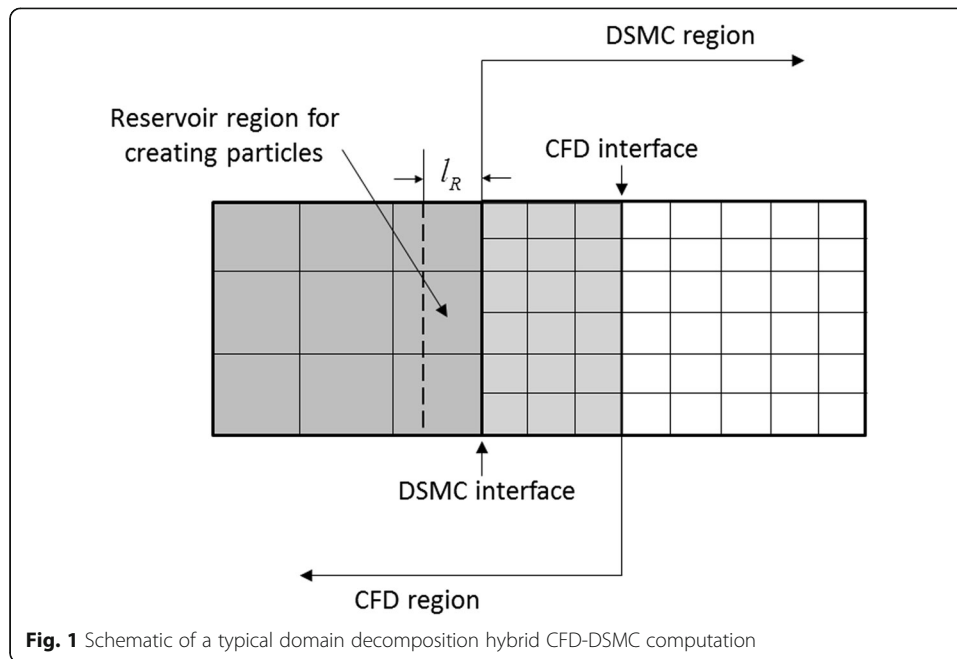 DSMC region
Reservoir region for
creating particles
CFD interface
l_R
DSMC interface
CFD region
Fig. 1 Schematic of a typical domain decomposition hybrid CFD-DSMC computation